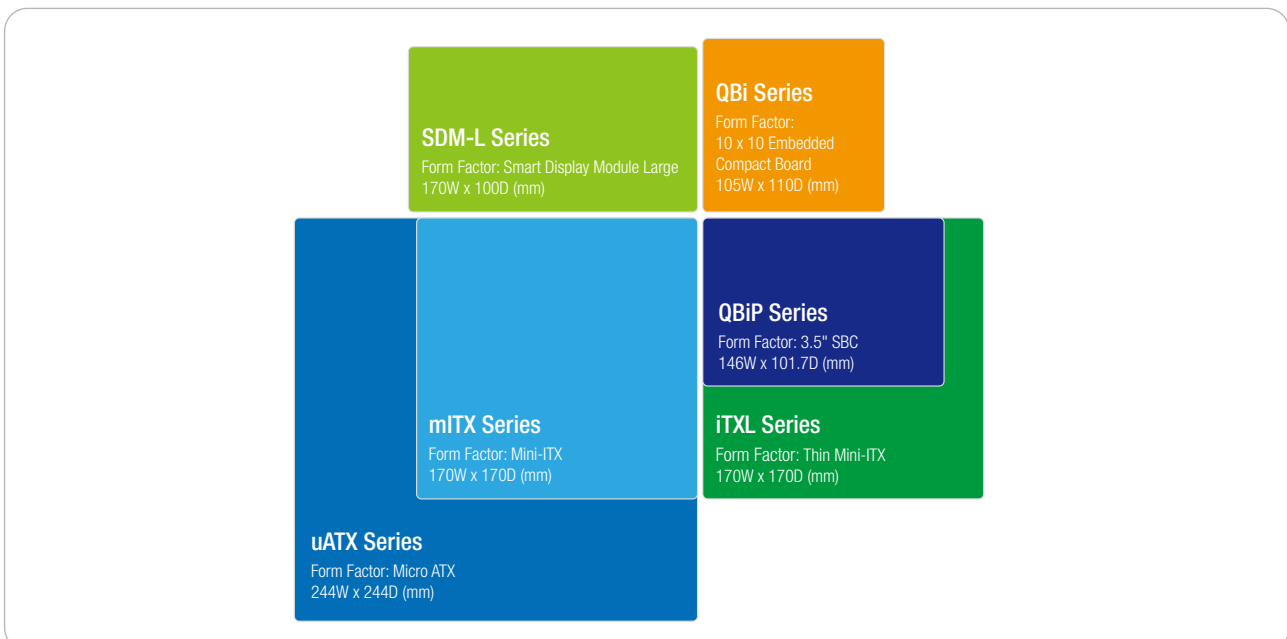 SDM-L Series
Form Factor: Smart Display Module Large
170W x 100D (mm)
QBi Series
Form Factor:
10 x 10 Embedded
Compact Board
105W x 110D (mm)
mITX Series
Form Factor: Mini-ITX
170W x 170D (mm)
QBiP Series
Form Factor: 3.5" SBC
146W x 101.7D (mm)
iTXL Series
Form Factor: Thin Mini-ITX
170W x 170D (mm)
uATX Series
Form Factor: Micro ATX
244W x 244D (mm)